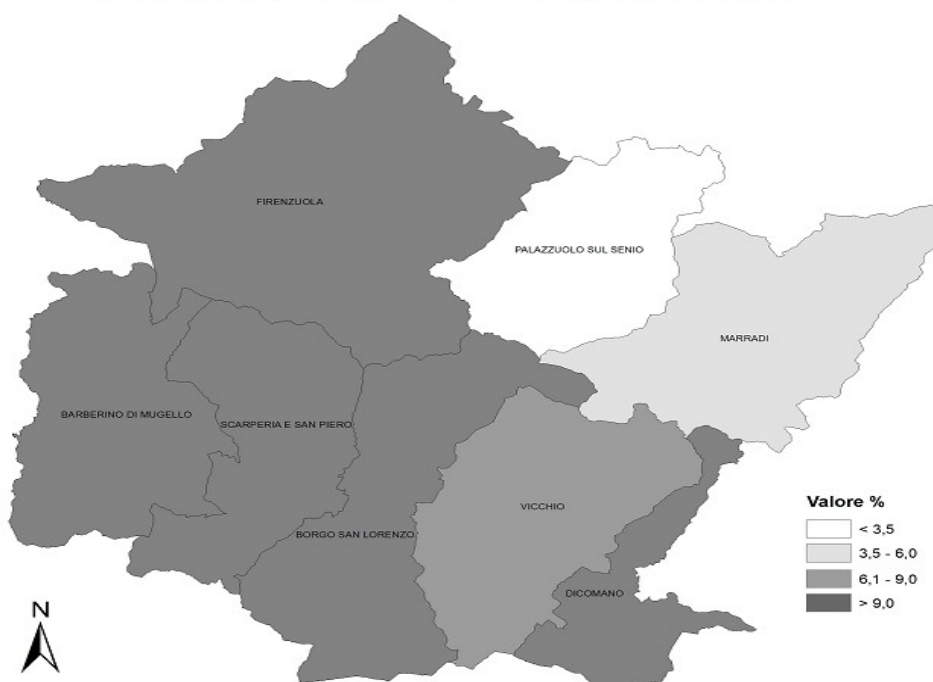 FIRENZUOLA
PALAZZUOLO SUL SENIO
MARRADI
BARBERINO DI MUGELLO
SCARPERIA E SAN PIERO
VICCHIO
BORGO SAN LORENZO
DICOMANO
Valore %
< 3,5
3,5 - 6,0
6,1 - 9,0
> 9,0
N